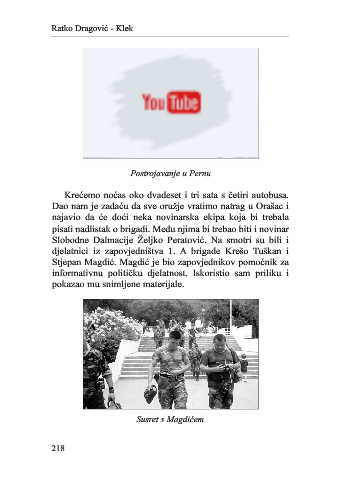 Ratko Dragović - Klek
YouTube
Postrojavanje u Pernu
Krećemo noćas oko dvadeset i tri sata s četiri autobusa.
Dao nam je zadaću da sve oružje vratimo natrag u Orašac i
najavio da će doći neka novinarska ekipa koja bi trebala
pisati nadlistak o brigadi. Među njima bi trebao biti i novinar
Slobodne Dalmacije Željko Peratović. Na smotri su bili i
djelatnici iz zapovjedništva 1. A brigade Krešo Tuškan i
Stjepan Magdić. Magdić je bio zapovjednikov pomoćnik za
informativnu političku djelatnost. Iskoristio sam priliku i
pokazao mu snimljene materijale.
Susret s Magdićem
218